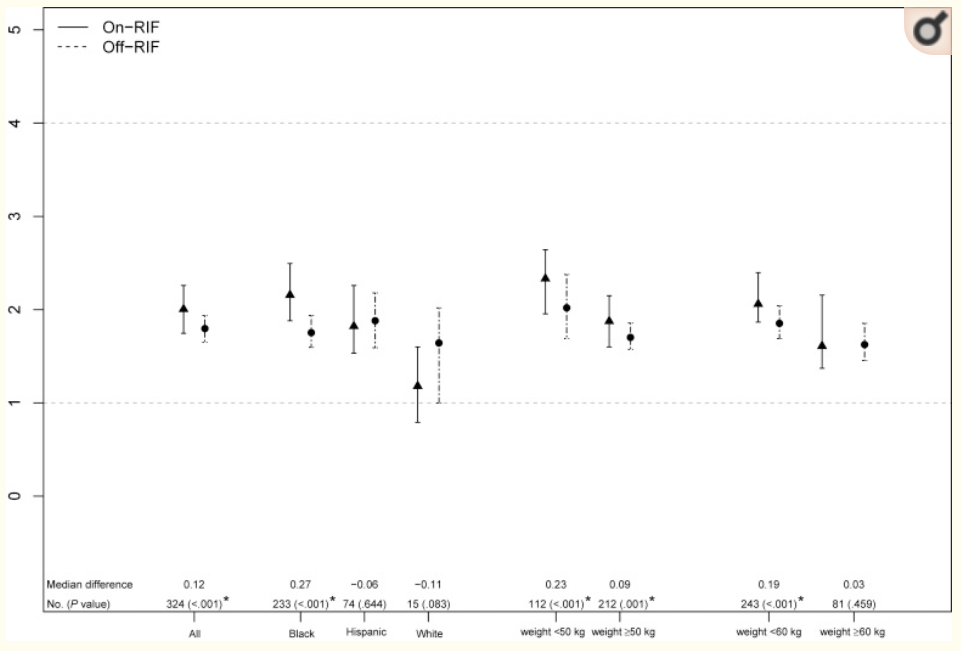 On−RIF
Off−RIF
5
4
3
2
1
0
Median difference 0.12 0.27 −0.06 −0.11 0.23 0.09 0.19 0.03
No. (P value) 324 (<.001)* 233 (<.001)* 74 (.644) 15 (.083) 112 (<.001)* 212 (.001)* 243 (<.001)* 81 (.459)
All Black Hispanic White weight <50 kg weight ≥50 kg weight <60 kg weight ≥60 kg